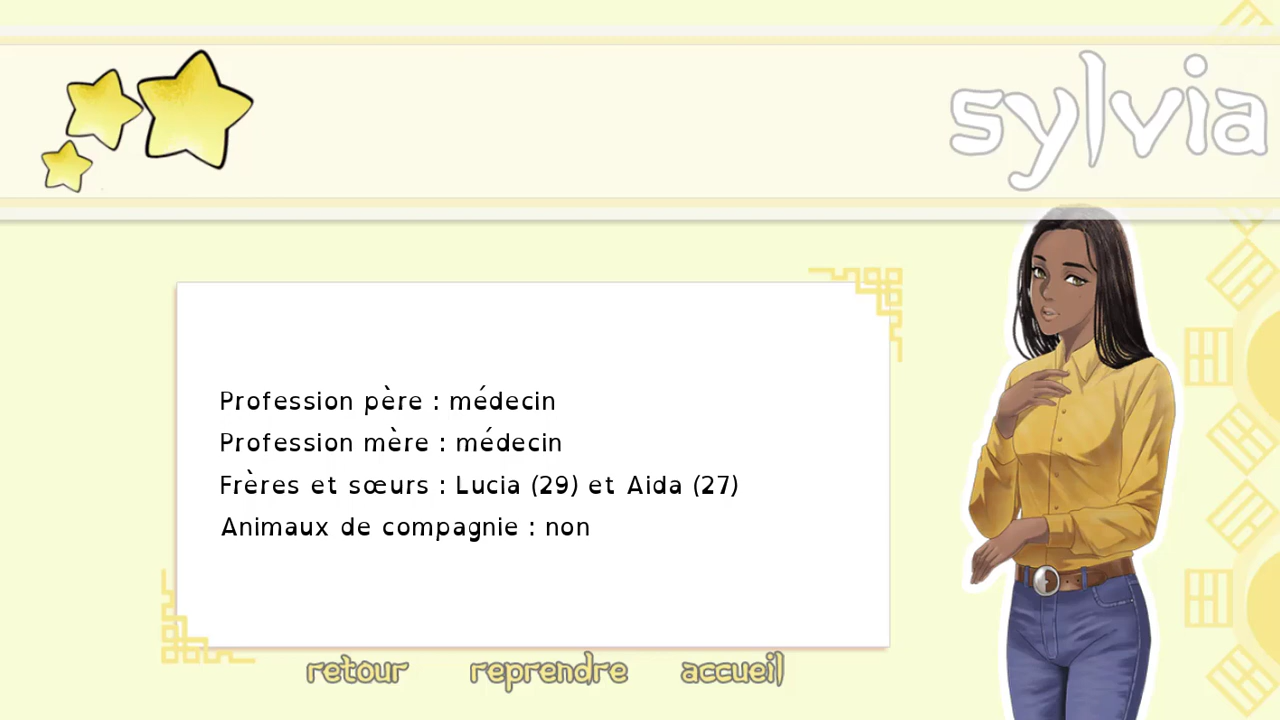 sylvia
Profession père : médecin
Profession mère : médecin
Frères et sœurs : Lucia (29) et Aida (27)
Animaux de compagnie : non
retour reprendre accueil